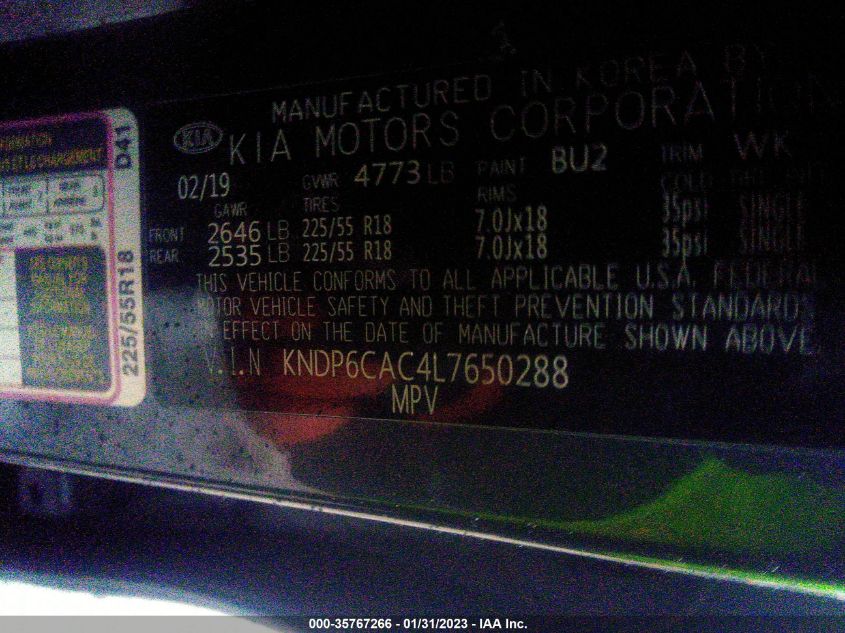 MANUFACTURED IN KOREA BY
KIA KIA MOTORS CORPORATION
02/19 GVWR 4773 LB PAINT BU2 TRIM WK
GAWR TIRES RIMS COLD
FRONT 2646 LB 225/55 R18 7.0Jx18 35psi SINGLE
REAR 2535 LB 225/55 R18 7.0Jx18 35psi SINGLE
THIS VEHICLE CONFORMS TO ALL APPLICABLE U.S.A. FEDERAL
MOTOR VEHICLE SAFETY AND THEFT PREVENTION STANDARDS
IN EFFECT ON THE DATE OF MANUFACTURE SHOWN ABOVE.
V.I.N KNDP6CAC4L7650288
MPV
D41
225/55R18
000-35767266 - 01/31/2023 - IAA Inc.